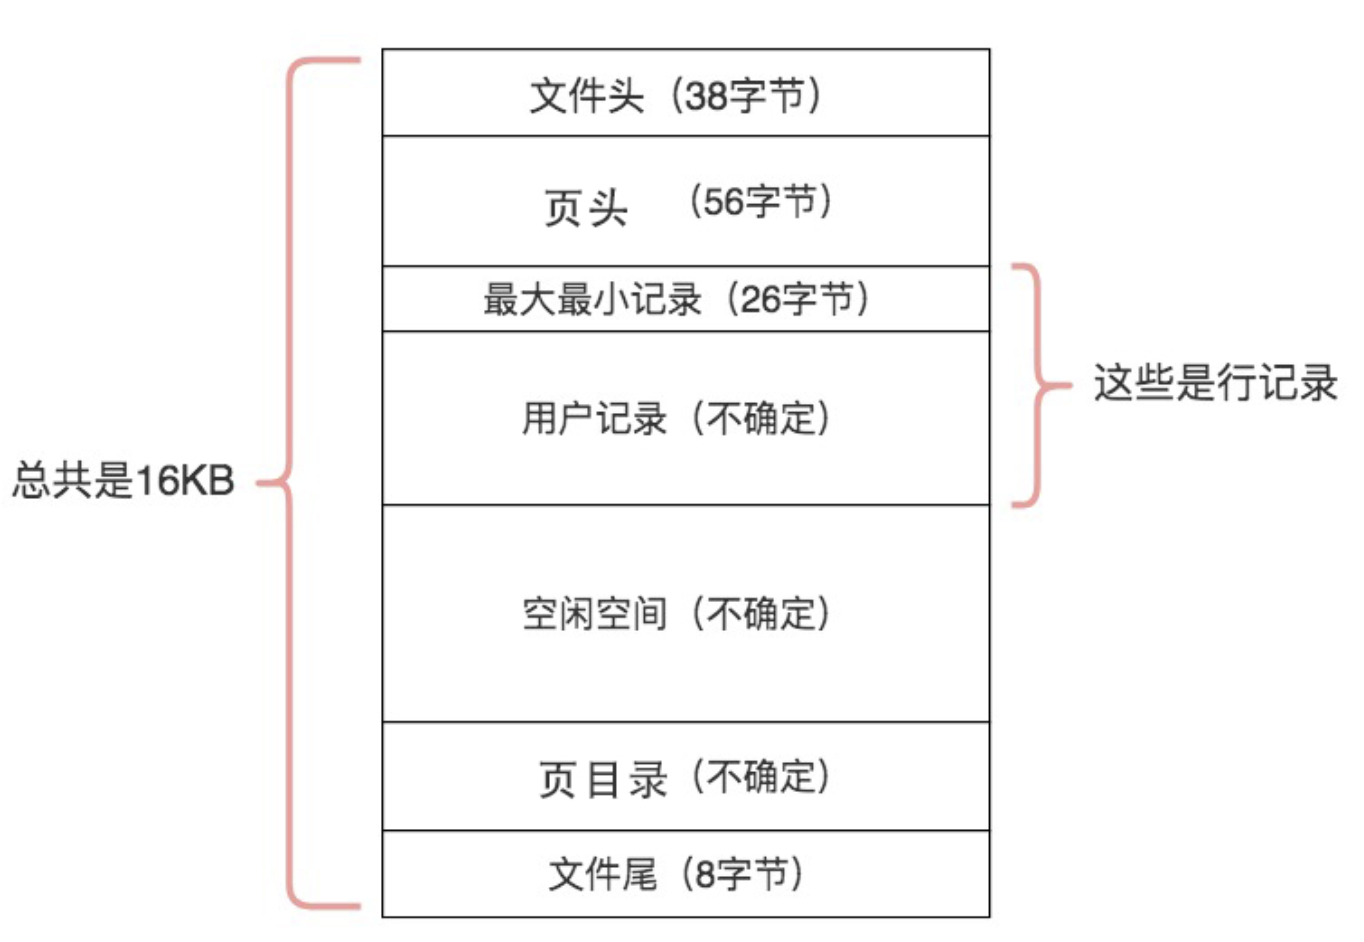 文件头（38字节）
页头 （56字节）
最大最小记录（26字节）
用户记录（不确定）
这些是行记录
总共是16KB
空闲空间（不确定）
页目录（不确定）
文件尾（8字节）